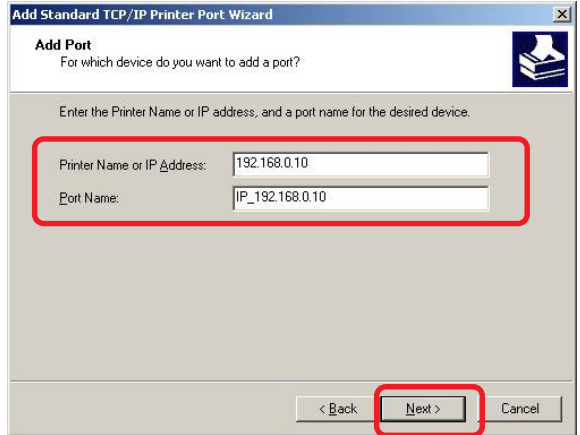 Add Standard TCP/IP Printer Port Wizard
Add Port
For which device do you want to add a port?
Enter the Printer Name or IP address, and a port name for the desired device.
Printer Name or IP Address: 192.168.0.10
Port Name: IP_192.168.0.10
< Back Next > Cancel